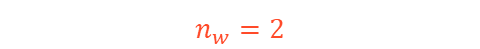 n_w = 2